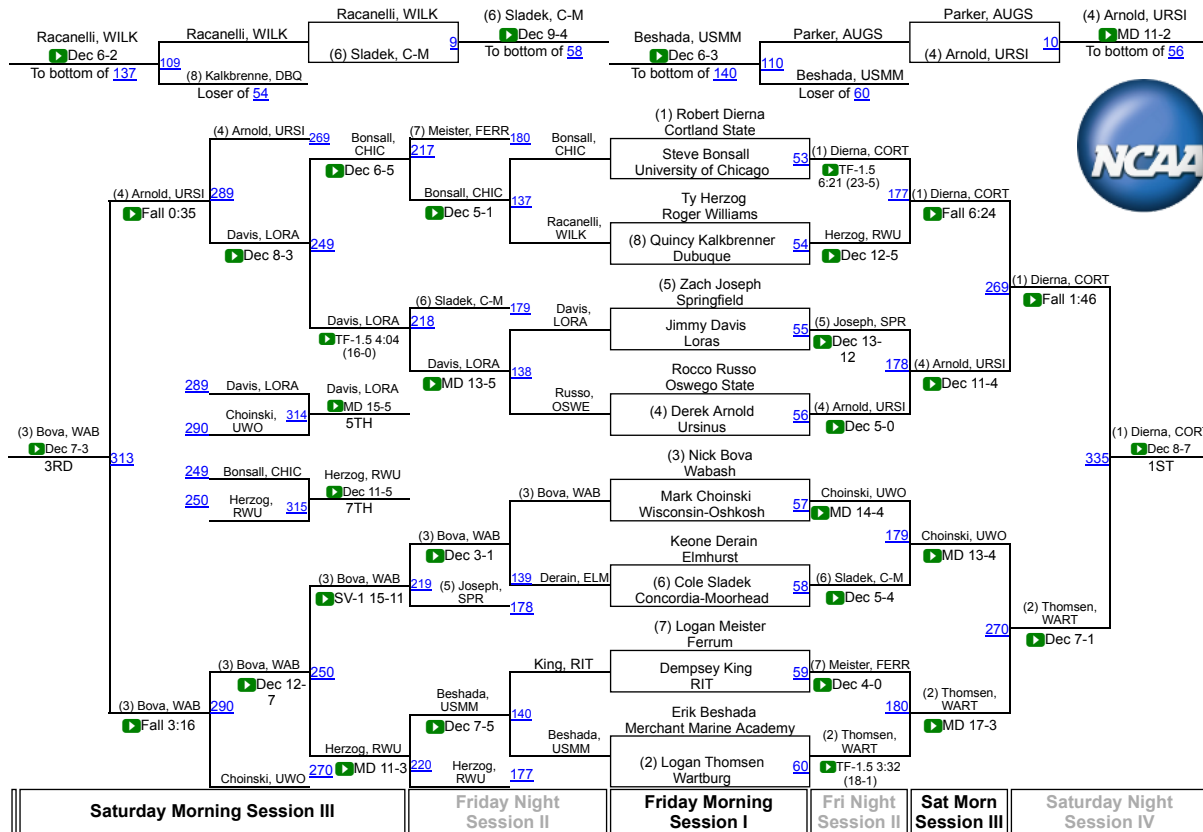 Racanelli, WILK
Dec 6-2
To bottom of 137
Racanelli, WILK
109
(8) Kalkbrenne, DBQ
Loser of 54
Racanelli, WILK
(6) Sladek, C-M
9
(6) Sladek, C-M
Dec 9-4
To bottom of 58
Beshada, USMM
Dec 6-3
To bottom of 140
Parker, AUGS
110
Beshada, USMM
Loser of 60
Parker, AUGS
(4) Arnold, URSI
10
(4) Arnold, URSI
MD 11-2
To bottom of 56
NCAA
(1) Robert Dierna
Cortland State
Steve Bonsall
University of Chicago
53
Ty Herzog
Roger Williams
(8) Quincy Kalkbrenner
Dubuque
54
(5) Zach Joseph
Springfield
Jimmy Davis
Loras
55
Rocco Russo
Oswego State
(4) Derek Arnold
Ursinus
56
(3) Nick Bova
Wabash
Mark Choinski
Wisconsin-Oshkosh
57
Keone Derain
Elmhurst
(6) Cole Sladek
Concordia-Moorhead
58
(7) Logan Meister
Ferrum
Dempsey King
RIT
59
Erik Beshada
Merchant Marine Academy
(2) Logan Thomsen
Wartburg
60
(1) Dierna, CORT
TF-1.5
6:21 (23-5)
177
Herzog, RWU
Dec 12-5
(5) Joseph, SPR
Dec 13-
12
178
(4) Arnold, URSI
Dec 5-0
Choinski, UWO
MD 14-4
179
(6) Sladek, C-M
Dec 5-4
(7) Meister, FERR
Dec 4-0
180
(2) Thomsen,
WART
TF-1.5 3:32
(18-1)
(1) Dierna, CORT
Fall 6:24
269
(4) Arnold, URSI
Dec 11-4
Choinski, UWO
MD 13-4
270
(2) Thomsen,
WART
MD 17-3
(1) Dierna, CORT
Fall 1:46
335
(2) Thomsen,
WART
Dec 7-1
(1) Dierna, CORT
Dec 8-7
1ST
Bonsall,
CHIC
137
Racanelli,
WILK
Davis,
LORA
138
Russo,
OSWE
(3) Bova, WAB
139
Derain, ELM
King, RIT
140
Beshada,
USMM
(7) Meister, FERR
180
217
Bonsall, CHIC
Dec 5-1
(6) Sladek, C-M
179
218
Davis, LORA
MD 13-5
(3) Bova, WAB
Dec 3-1
219
(5) Joseph,
SPR
178
Beshada,
USMM
Dec 7-5
220
Herzog,
RWU
177
Bonsall,
CHIC
Dec 6-5
249
Davis, LORA
TF-1.5 4:04
(16-0)
(3) Bova, WAB
SV-1 15-11
250
Herzog, RWU
MD 11-3
(4) Arnold, URSI
269
289
Davis, LORA
Dec 8-3
(3) Bova, WAB
Dec 12-
7
290
Choinski, UWO
270
(4) Arnold, URSI
Fall 0:35
313
(3) Bova, WAB
Fall 3:16
(3) Bova, WAB
Dec 7-3
3RD
289
Davis, LORA
290
Choinski,
UWO
314
Davis, LORA
MD 15-5
5TH
249
Bonsall, CHIC
250
Herzog,
RWU
315
Herzog, RWU
Dec 11-5
7TH
Saturday Morning Session III
Friday Night
Session II
Friday Morning
Session I
Fri Night
Session II
Sat Morn
Session III
Saturday Night
Session IV